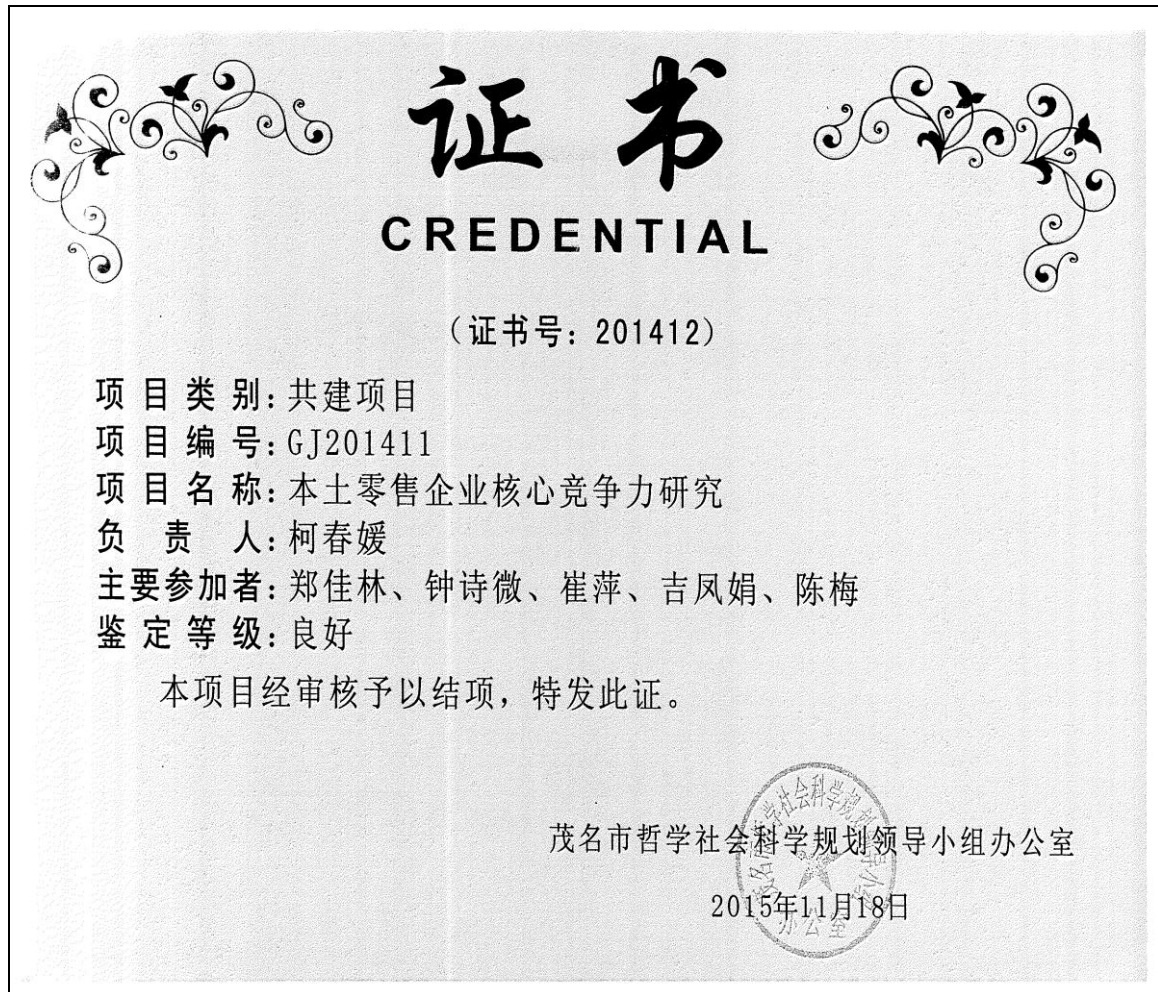 证书
CREDENTIAL
（证书号：201412）
项目类别：共建项目
项目编号：GJ201411
项目名称：本土零售企业核心竞争力研究
负责人：柯春媛
主要参加者：郑佳林、钟诗微、崔萍、吉凤娟、陈梅
鉴定等级：良好
本项目经审核予以结项，特发此证。
茂名市哲学社会科学规划领导小组办公室
2015年11月18日
办公室